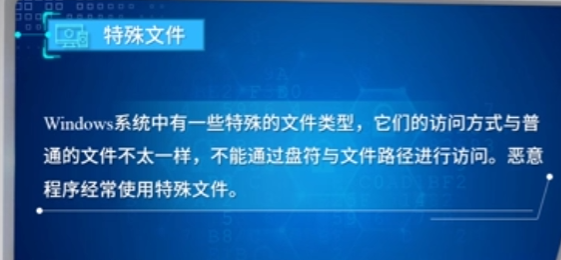 特殊文件
Windows系统中有一些特殊的文件类型，它们的访问方式与普
通的文件不太一样，不能通过盘符与文件路径进行访问。恶意
程序经常使用特殊文件。